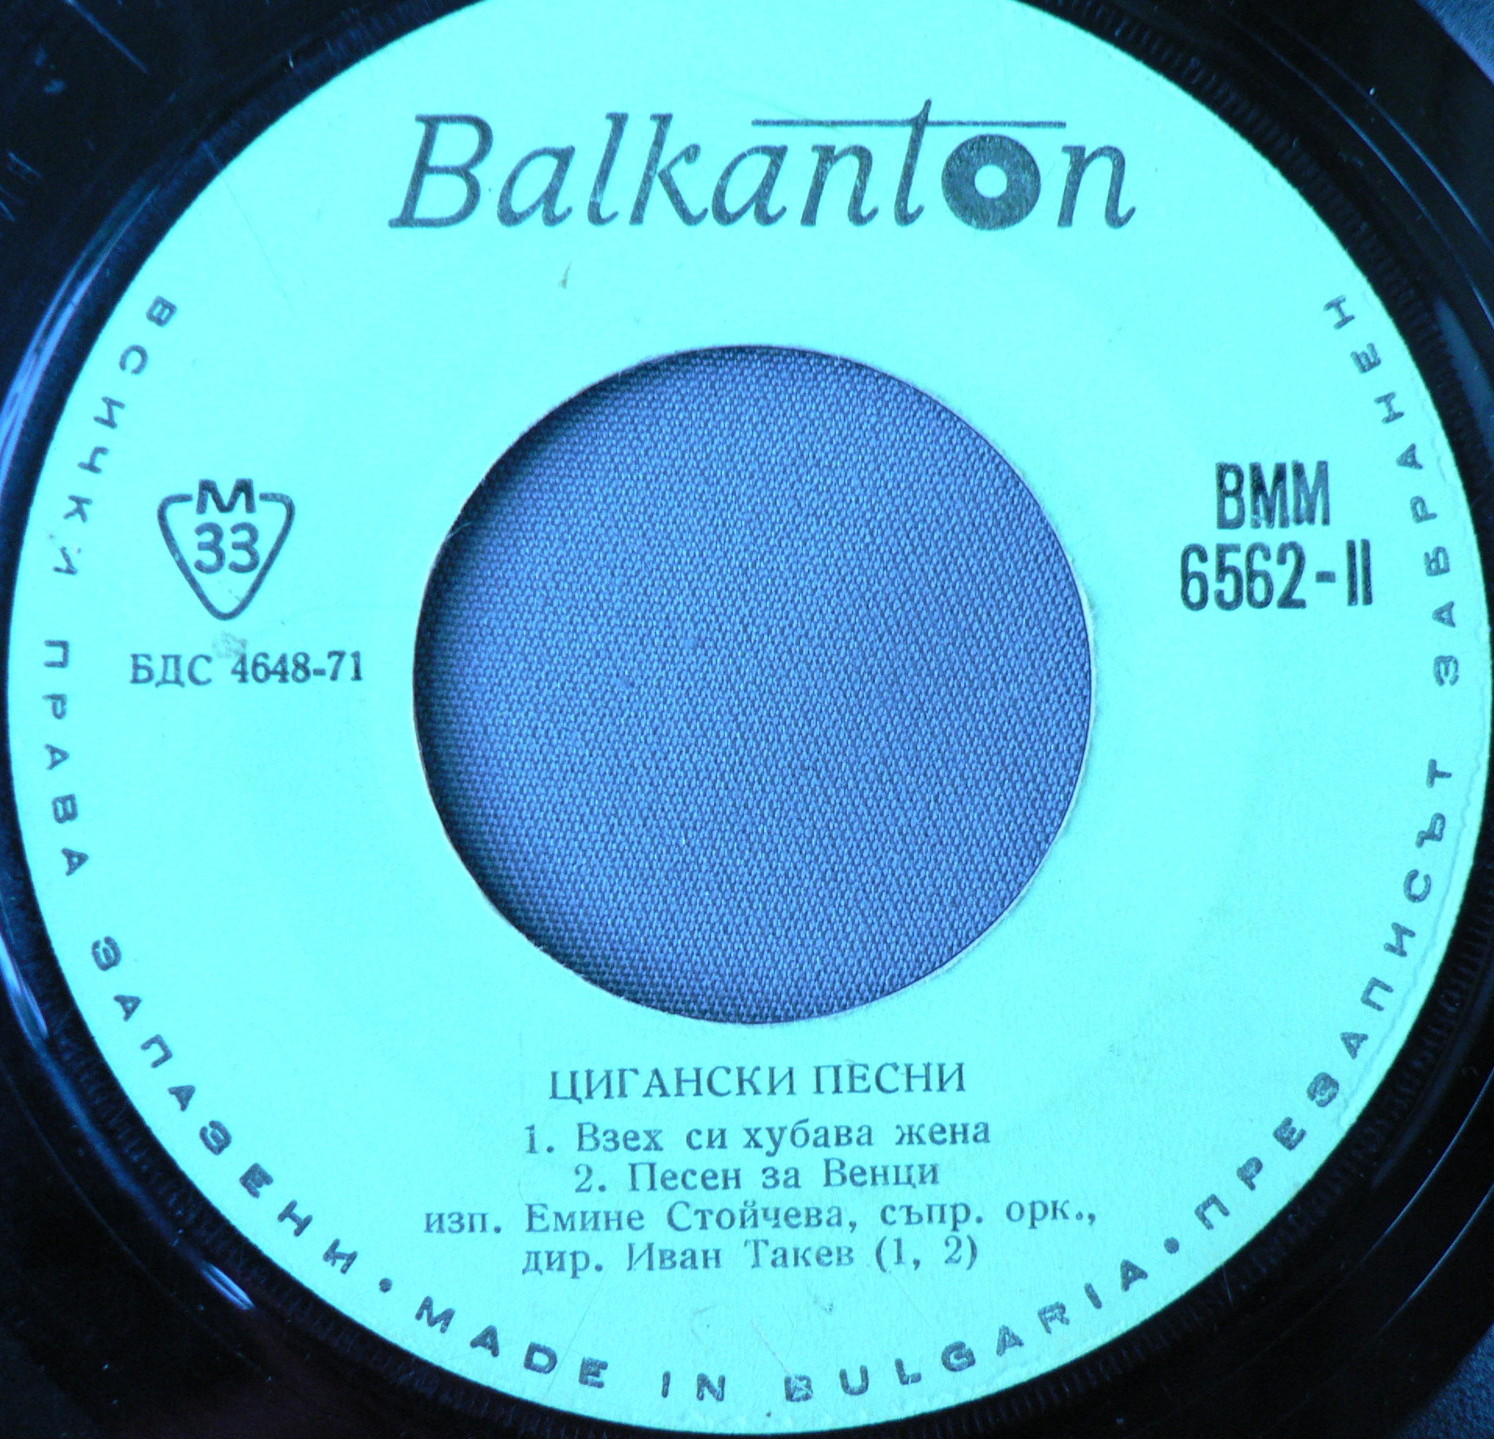 Balkanton
М
33
БДС 4648-71
ВММ
6562-II
ЦИГАНСКИ ПЕСНИ
1. Взех си хубава жена
2. Песен за Венци
изп. Емине Стойчева, съпр. орк.,
дир. Иван Такев (1, 2)
ВСИЧКИ ПРАВА ЗАПАЗЕНИ • MADE IN BULGARIA • ПРЕЗАПИСЪТ ЗАБРАНЕН